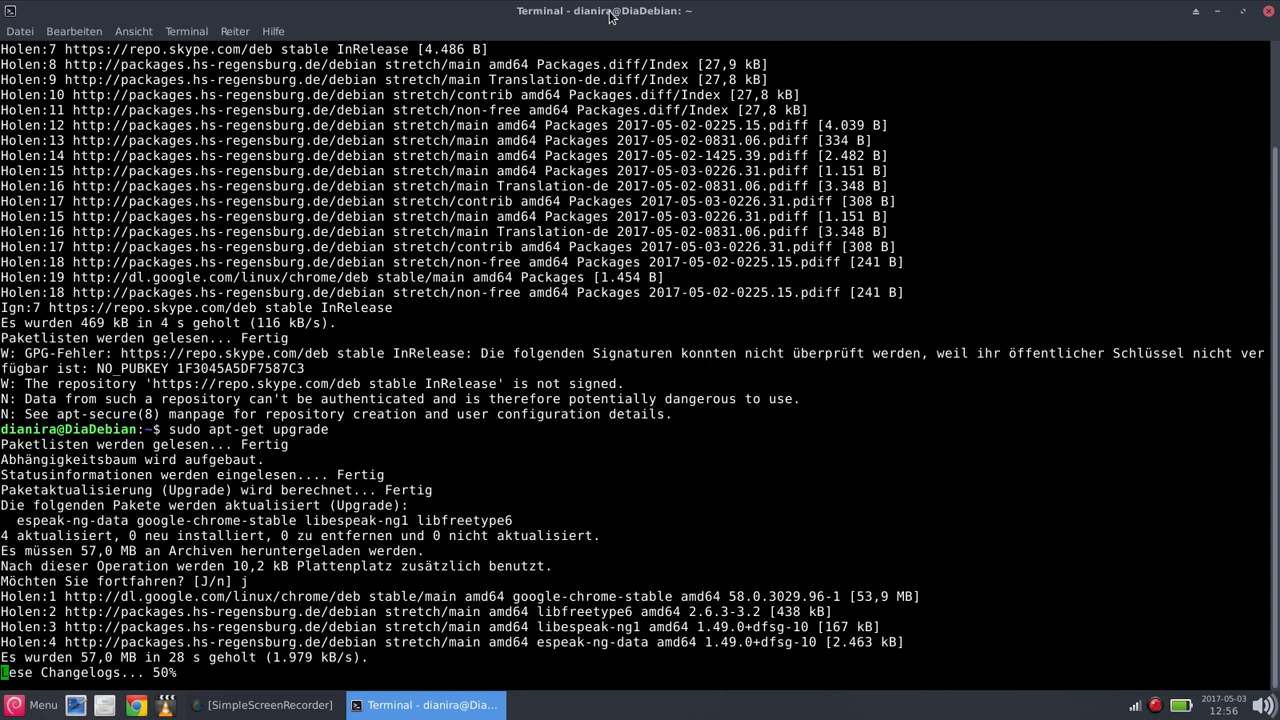 Terminal - dianira@DiaDebian: ~
Datei Bearbeiten Ansicht Terminal Reiter Hilfe
Holen:7 https://repo.skype.com/deb stable InRelease [4.486 B]
Holen:8 http://packages.hs-regensburg.de/debian stretch/main amd64 Packages.diff/Index [27,9 kB]
Holen:9 http://packages.hs-regensburg.de/debian stretch/main Translation-de.diff/Index [27,8 kB]
Holen:10 http://packages.hs-regensburg.de/debian stretch/contrib amd64 Packages.diff/Index [27,8 kB]
Holen:11 http://packages.hs-regensburg.de/debian stretch/non-free amd64 Packages.diff/Index [27,8 kB]
Holen:12 http://packages.hs-regensburg.de/debian stretch/main amd64 Packages 2017-05-02-0225.15.pdiff [4.039 B]
Holen:13 http://packages.hs-regensburg.de/debian stretch/main amd64 Packages 2017-05-02-0831.06.pdiff [334 B]
Holen:14 http://packages.hs-regensburg.de/debian stretch/main amd64 Packages 2017-05-02-1425.39.pdiff [2.482 B]
Holen:15 http://packages.hs-regensburg.de/debian stretch/main amd64 Packages 2017-05-03-0226.31.pdiff [1.151 B]
Holen:16 http://packages.hs-regensburg.de/debian stretch/main Translation-de 2017-05-02-0831.06.pdiff [3.348 B]
Holen:17 http://packages.hs-regensburg.de/debian stretch/contrib amd64 Packages 2017-05-03-0226.31.pdiff [308 B]
Holen:15 http://packages.hs-regensburg.de/debian stretch/main amd64 Packages 2017-05-03-0226.31.pdiff [1.151 B]
Holen:16 http://packages.hs-regensburg.de/debian stretch/main Translation-de 2017-05-02-0831.06.pdiff [3.348 B]
Holen:17 http://packages.hs-regensburg.de/debian stretch/contrib amd64 Packages 2017-05-03-0226.31.pdiff [308 B]
Holen:18 http://packages.hs-regensburg.de/debian stretch/non-free amd64 Packages 2017-05-02-0225.15.pdiff [241 B]
Holen:19 http://dl.google.com/linux/chrome/deb stable/main amd64 Packages [1.454 B]
Holen:18 http://packages.hs-regensburg.de/debian stretch/non-free amd64 Packages 2017-05-02-0225.15.pdiff [241 B]
Ign:7 https://repo.skype.com/deb stable InRelease
Es wurden 469 kB in 4 s geholt (116 kB/s).
Paketlisten werden gelesen... Fertig
W: GPG-Fehler: https://repo.skype.com/deb stable InRelease: Die folgenden Signaturen konnten nicht überprüft werden, weil ihr öffentlicher Schlüssel nicht ver
fügbar ist: NO_PUBKEY 1F3045A5DF7587C3
W: The repository 'https://repo.skype.com/deb stable InRelease' is not signed.
N: Data from such a repository can't be authenticated and is therefore potentially dangerous to use.
N: See apt-secure(8) manpage for repository creation and user configuration details.
dianira@DiaDebian:~$ sudo apt-get upgrade
Paketlisten werden gelesen... Fertig
Abhängigkeitsbaum wird aufgebaut.
Statusinformationen werden eingelesen.... Fertig
Paketaktualisierung (Upgrade) wird berechnet... Fertig
Die folgenden Pakete werden aktualisiert (Upgrade):
espeak-ng-data google-chrome-stable libespeak-ng1 libfreetype6
4 aktualisiert, 0 neu installiert, 0 zu entfernen und 0 nicht aktualisiert.
Es müssen 57,0 MB an Archiven heruntergeladen werden.
Nach dieser Operation werden 10,2 kB Plattenplatz zusätzlich benutzt.
Möchten Sie fortfahren? [J/n] j
Holen:1 http://dl.google.com/linux/chrome/deb stable/main amd64 google-chrome-stable amd64 58.0.3029.96-1 [53,9 MB]
Holen:2 http://packages.hs-regensburg.de/debian stretch/main amd64 libfreetype6 amd64 2.6.3-3.2 [438 kB]
Holen:3 http://packages.hs-regensburg.de/debian stretch/main amd64 libespeak-ng1 amd64 1.49.0+dfsg-10 [167 kB]
Holen:4 http://packages.hs-regensburg.de/debian stretch/main amd64 espeak-ng-data amd64 1.49.0+dfsg-10 [2.463 kB]
Es wurden 57,0 MB in 28 s geholt (1.979 kB/s).
Lese Changelogs... 50%
Menu [SimpleScreenRecorder] Terminal - dianira@Dia... 2017-05-03
12:56